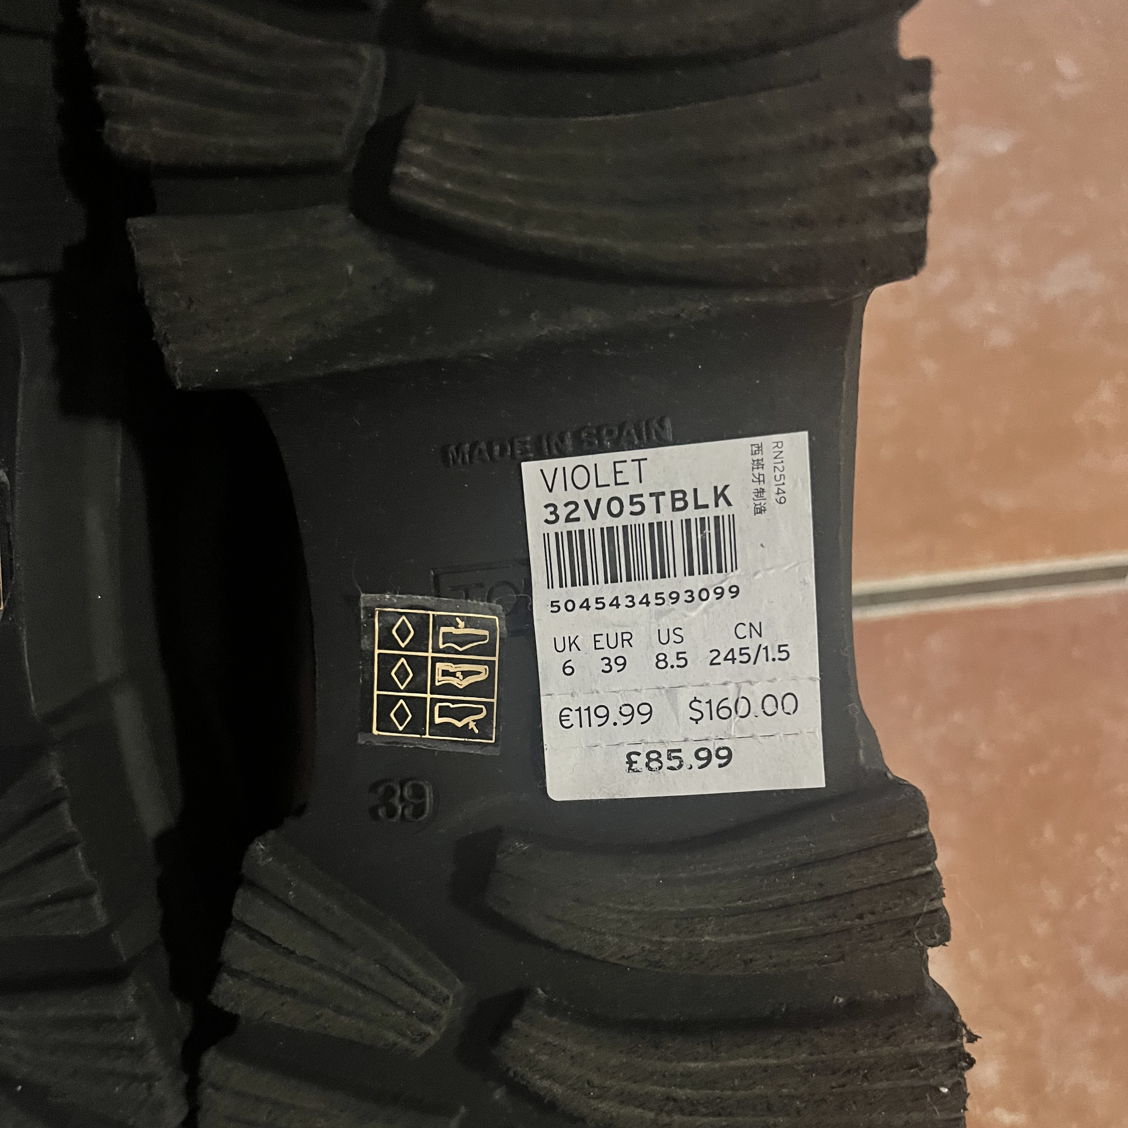 MADE IN SPAIN
VIOLET
32V05TBLK
5045434593099
UK EUR US CN
6 39 8.5 245/1.5
€119.99 $160.00
£85.99
RN125149
西班牙制造
TO
39